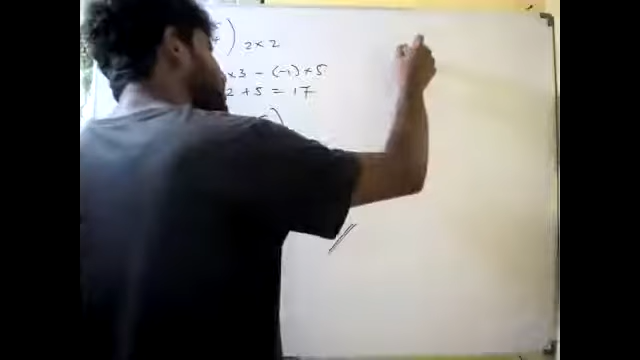 ) 2×2
×3 - (-1)×5
2 +5 = 17
)
//